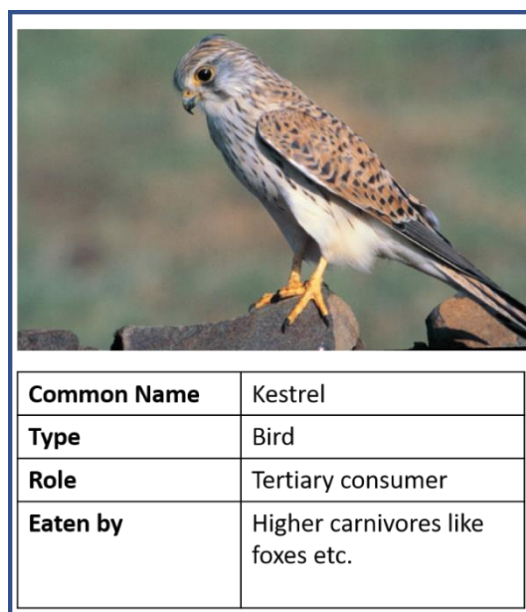 Common Name Kestrel
Type Bird
Role Tertiary consumer
Eaten by Higher carnivores like
foxes etc.